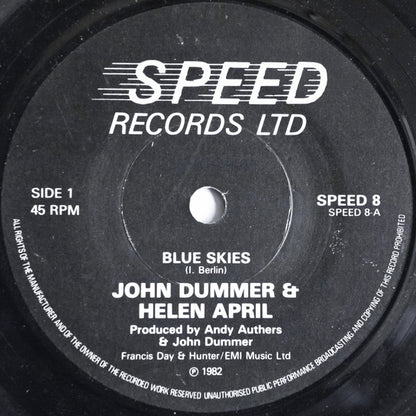 SPEED
RECORDS LTD
SIDE 1
45 RPM
SPEED 8
SPEED 8-A
BLUE SKIES
(I. Berlin)
JOHN DUMMER &
HELEN APRIL
Produced by Andy Authers
& John Dummer
Francis Day & Hunter/EMI Music Ltd
℗ 1982
ALL RIGHTS OF THE MANUFACTURER AND OF THE OWNER OF THE RECORDED WORK RESERVED UNAUTHORISED PUBLIC PERFORMANCE BROADCASTING AND COPYING OF THIS RECORD PROHIBITED